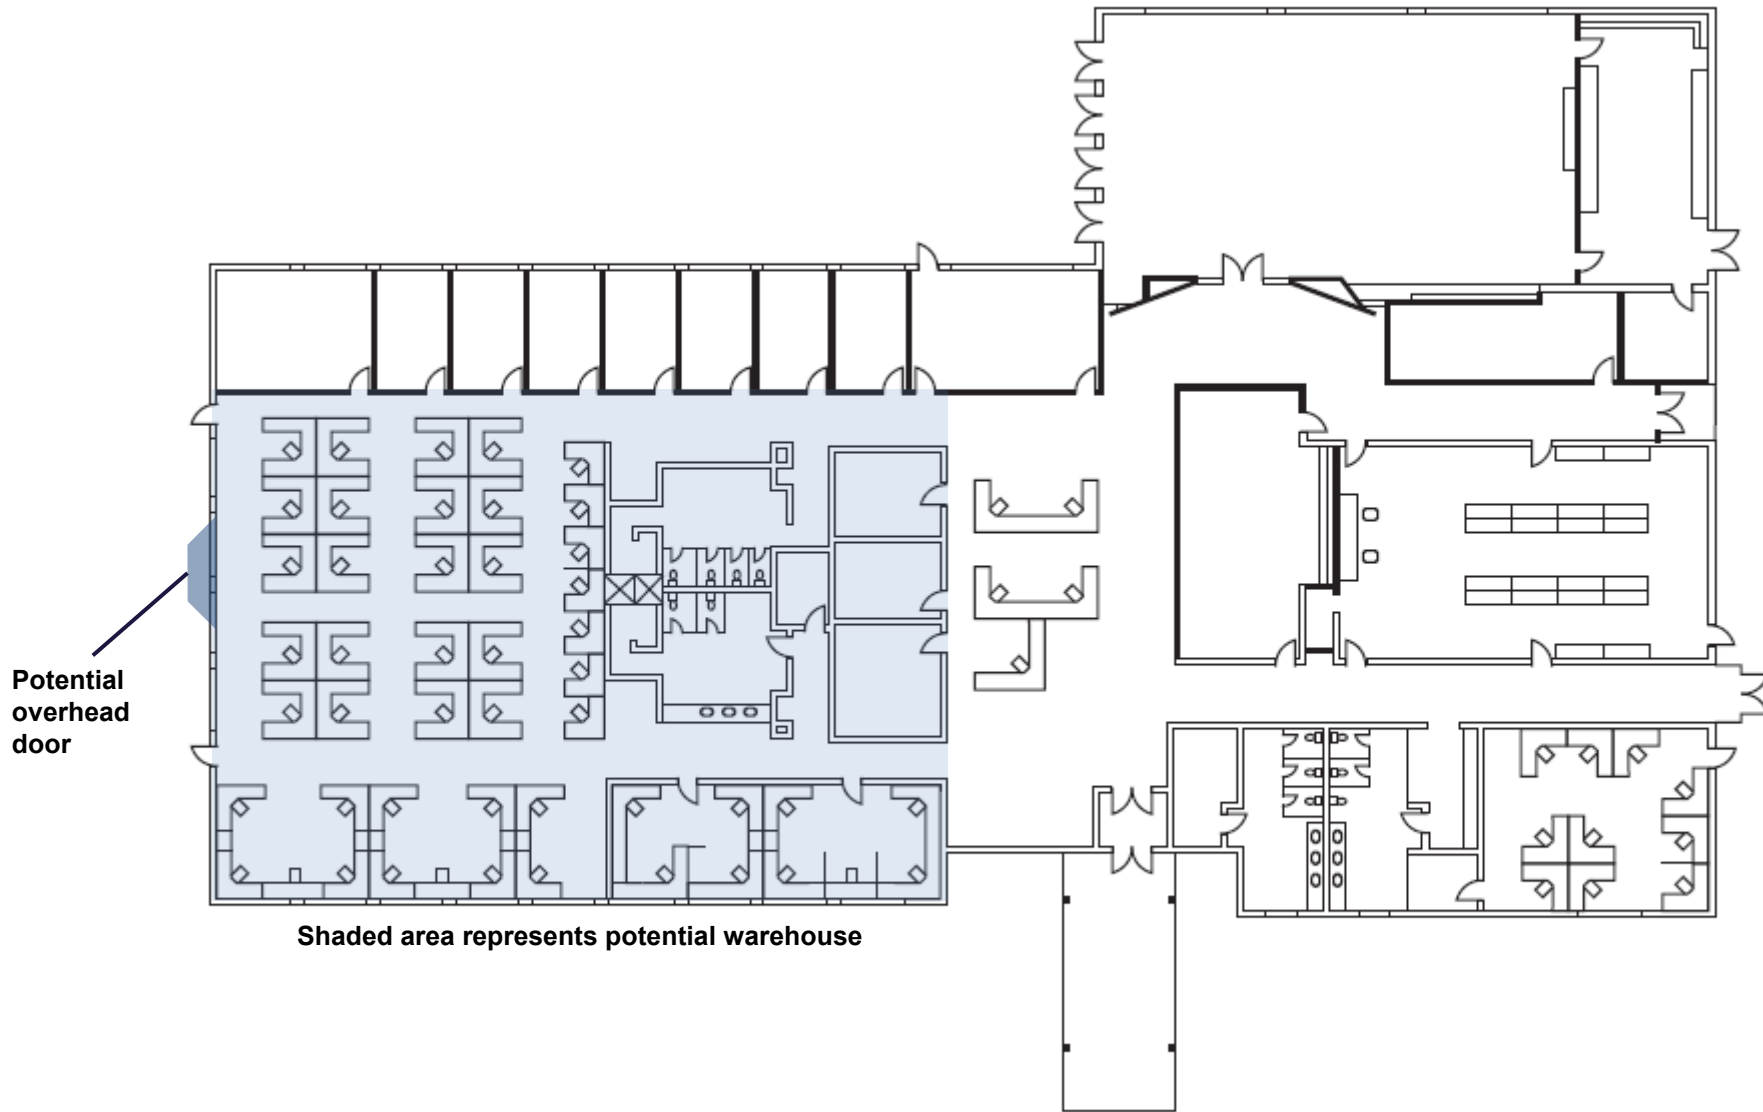 Potential
overhead
door
Shaded area represents potential warehouse